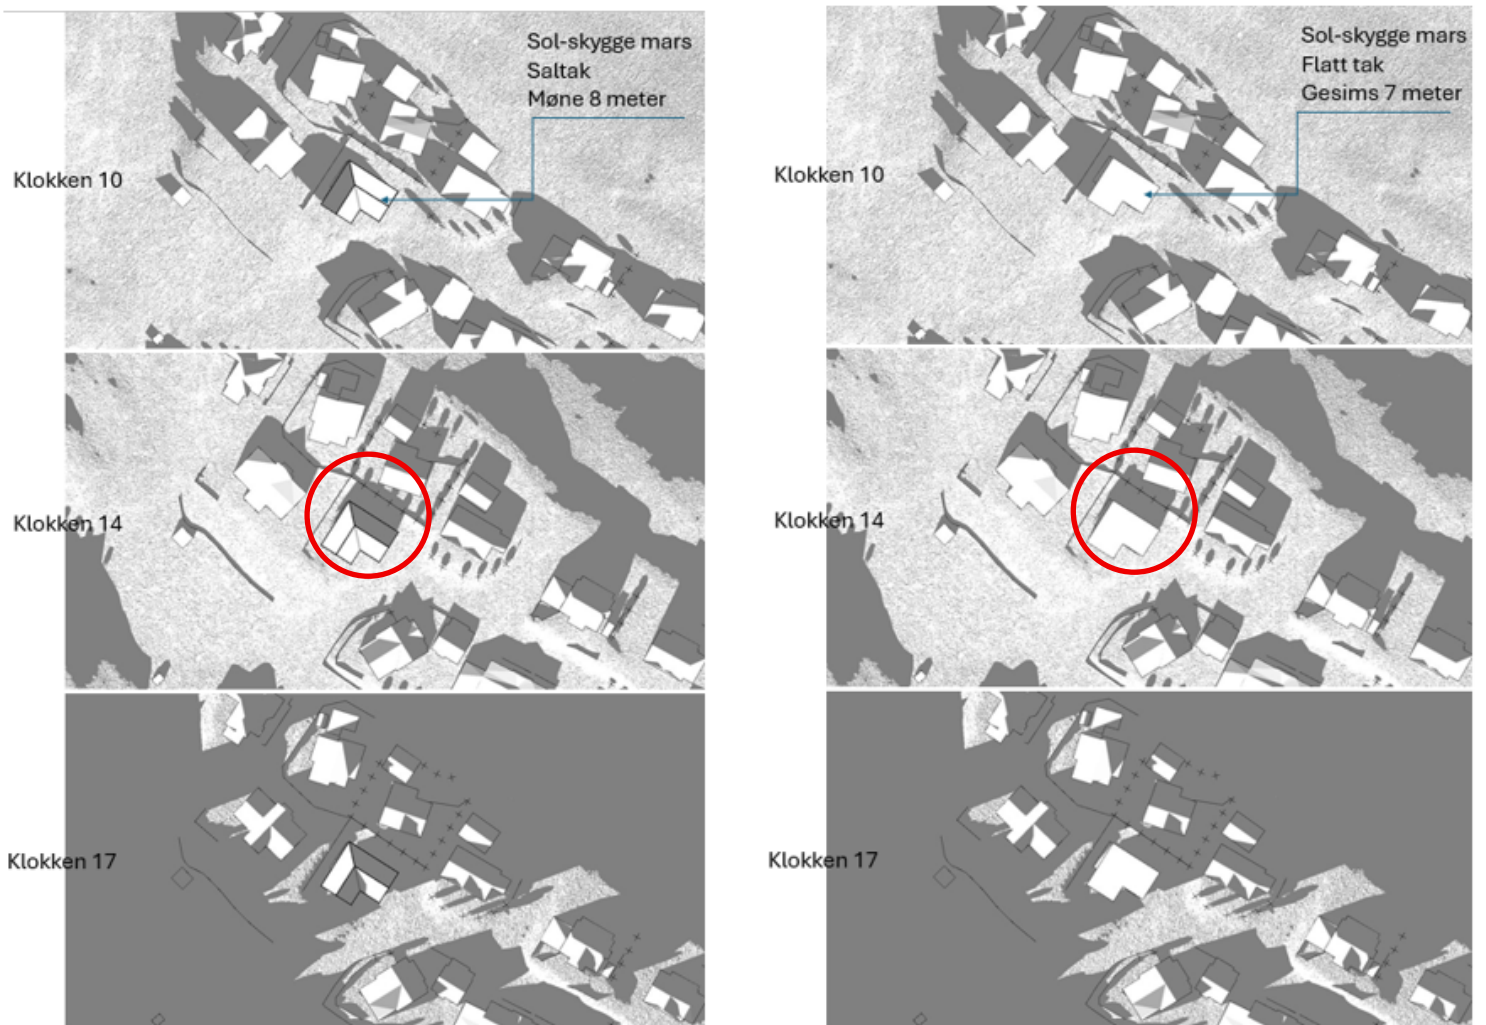 Sol-skygge mars
Saltak
Møne 8 meter
Sol-skygge mars
Flatt tak
Gesims 7 meter
Klokken 10
Klokken 10
Klokken 14
Klokken 14
Klokken 17
Klokken 17